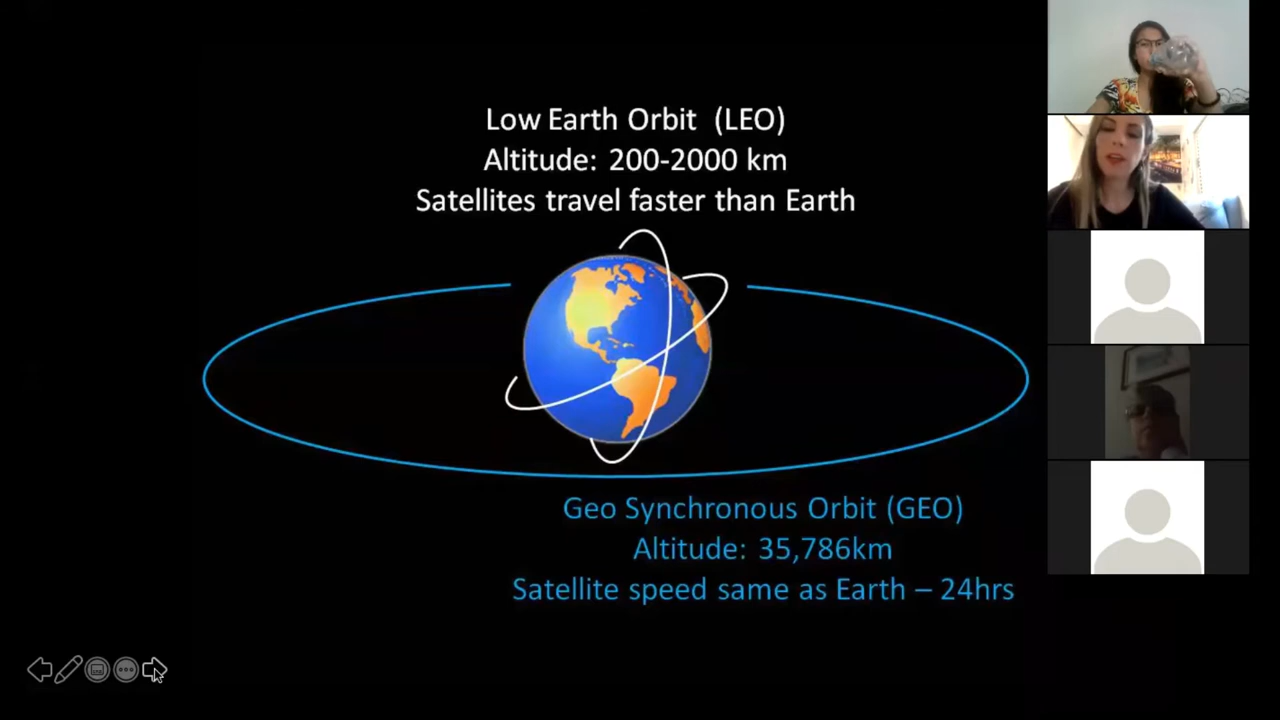 Low Earth Orbit (LEO)
Altitude: 200-2000 km
Satellites travel faster than Earth
Geo Synchronous Orbit (GEO)
Altitude: 35,786km
Satellite speed same as Earth – 24hrs